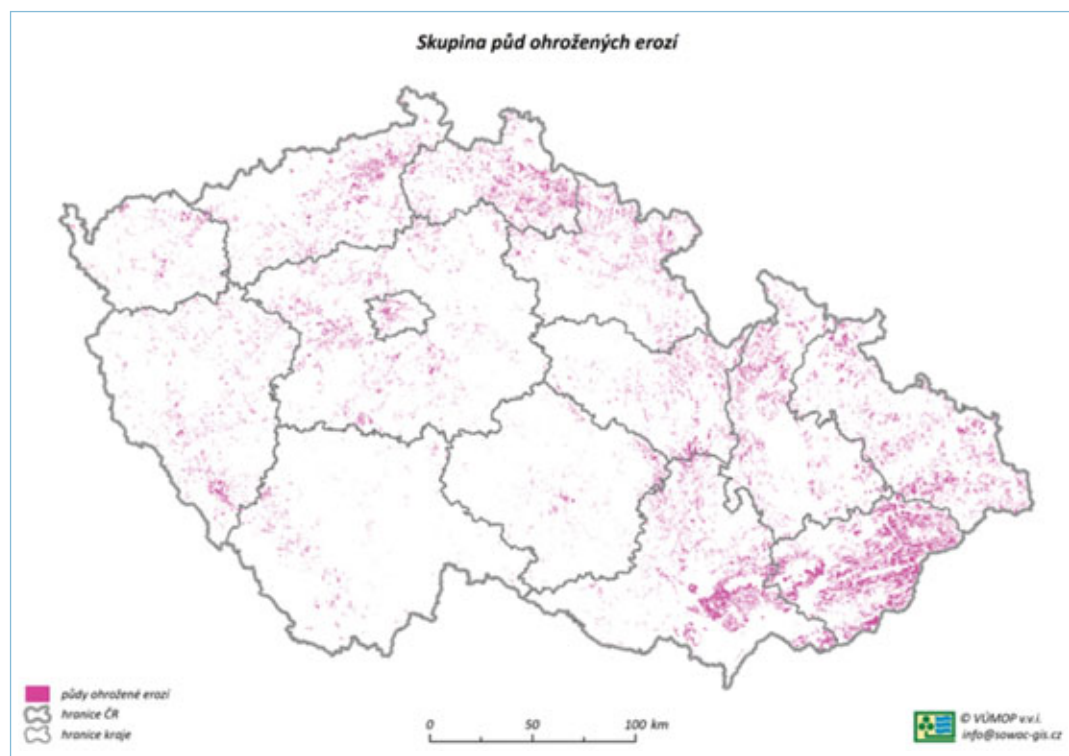 Skupina půd ohrožených erozí
půdy ohrožené erozí
hranice ČR
hranice kraje
0 50 100 km
© VÚMOP v.v.i.
info@sowac-gis.cz